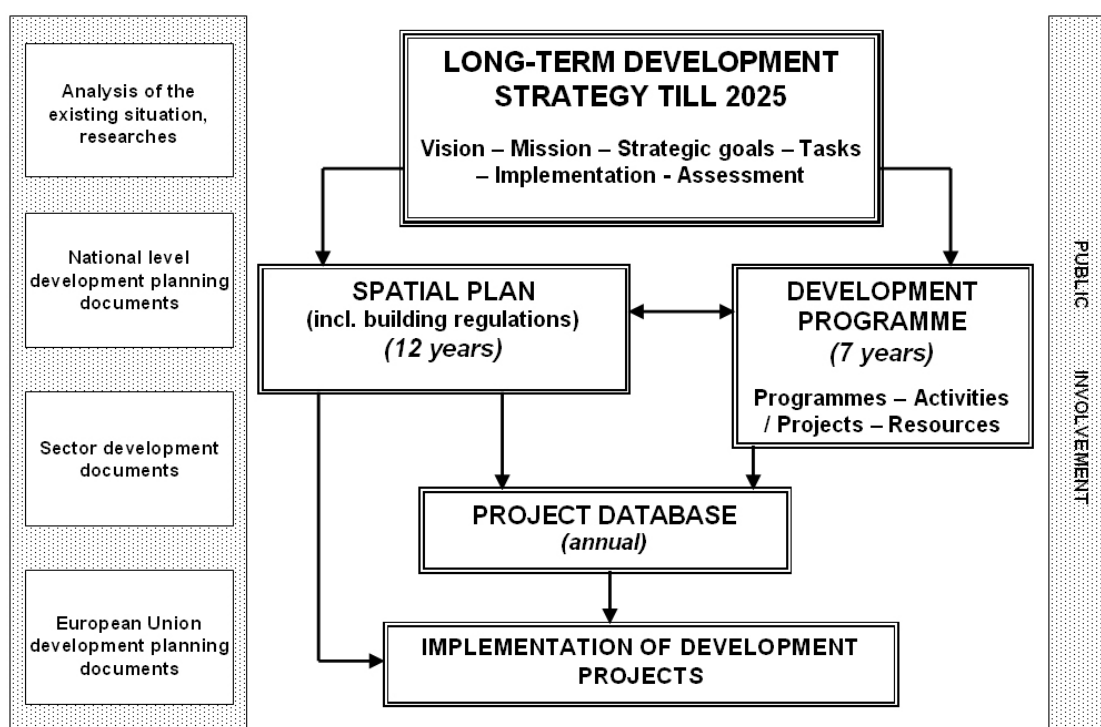 Analysis of the
existing situation,
researches
National level
development planning
documents
Sector development
documents
European Union
development planning
documents
LONG-TERM DEVELOPMENT
STRATEGY TILL 2025
Vision – Mission – Strategic goals – Tasks
– Implementation - Assessment
SPATIAL PLAN
(incl. building regulations)
(12 years)
DEVELOPMENT
PROGRAMME
(7 years)
Programmes – Activities
/ Projects – Resources
PROJECT DATABASE
(annual)
IMPLEMENTATION OF DEVELOPMENT
PROJECTS
PUBLIC INVOLVEMENT